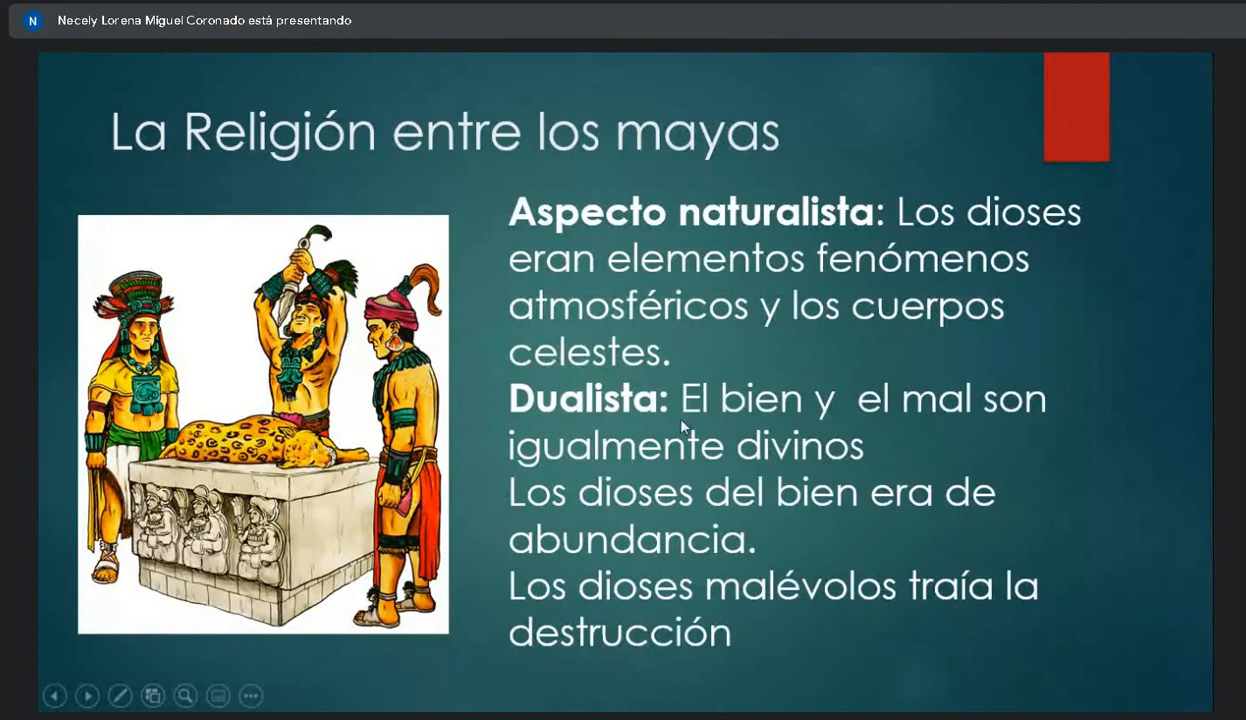 N Necely Lorena Miguel Coronado está presentando
La Religión entre los mayas
Aspecto naturalista: Los dioses
eran elementos fenómenos
atmosféricos y los cuerpos
celestes.
Dualista: El bien y  el mal son
igualmente divinos
Los dioses del bien era de
abundancia.
Los dioses malévolos traía la
destrucción